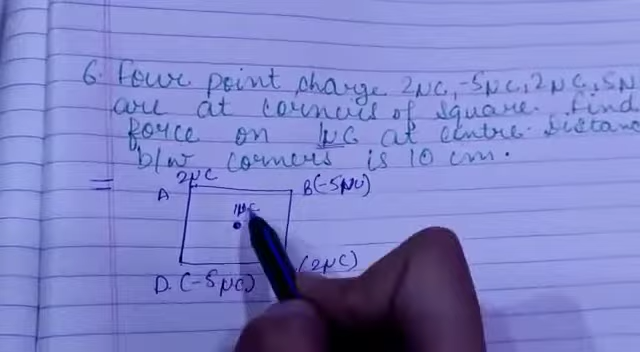 6. Four point charge 2μC, -5μC, 2μC, 5μ
are at corners of square. Find
force on 1μC at centre. Distanc
b/w corners is 10 cm.
= 2μC
A B(-5μC)
1μC
(2μC)
D. (-5μC)